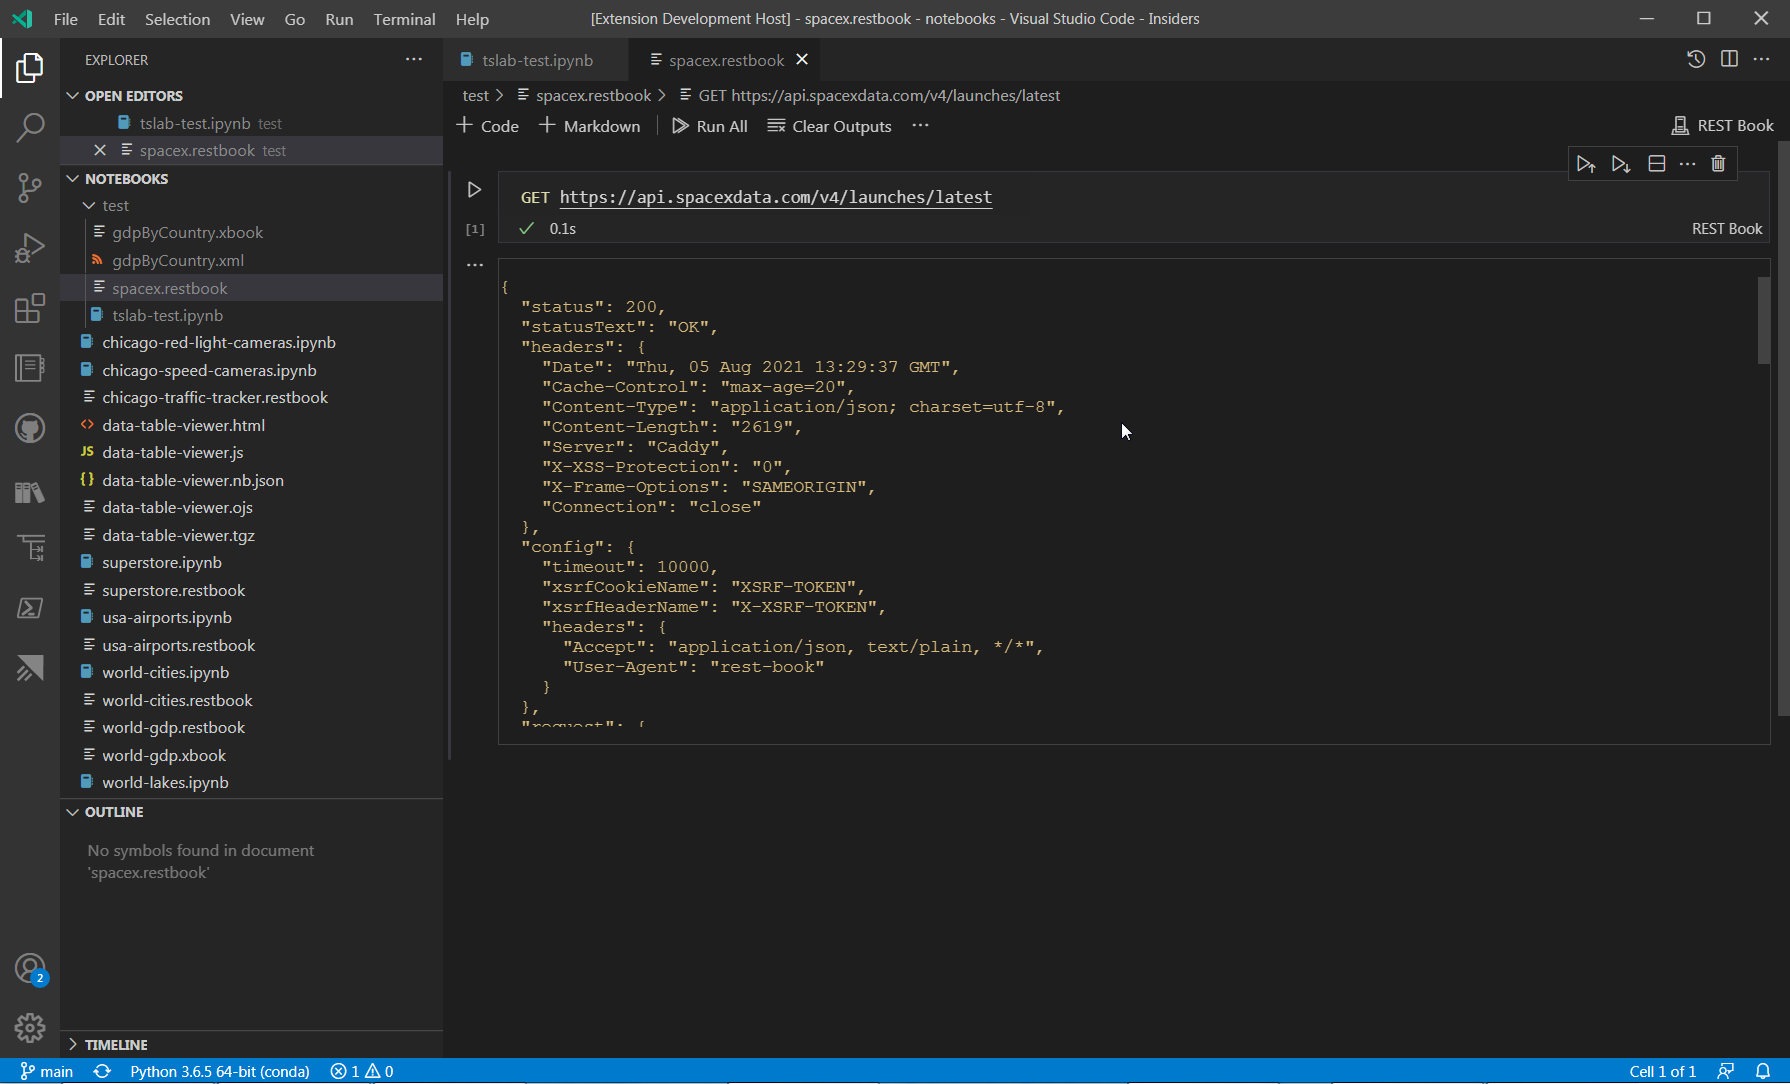 File Edit Selection View Go Run Terminal Help
[Extension Development Host] - spacex.restbook - notebooks - Visual Studio Code - Insiders
EXPLORER
OPEN EDITORS
tslab-test.ipynb test
spacex.restbook test
NOTEBOOKS
test
gdpByCountry.xbook
gdpByCountry.xml
spacex.restbook
tslab-test.ipynb
chicago-red-light-cameras.ipynb
chicago-speed-cameras.ipynb
chicago-traffic-tracker.restbook
data-table-viewer.html
JS data-table-viewer.js
{} data-table-viewer.nb.json
data-table-viewer.ojs
data-table-viewer.tgz
superstore.ipynb
superstore.restbook
usa-airports.ipynb
usa-airports.restbook
world-cities.ipynb
world-cities.restbook
world-gdp.restbook
world-gdp.xbook
world-lakes.ipynb
OUTLINE
No symbols found in document
'spacex.restbook'
TIMELINE
2
tslab-test.ipynb
spacex.restbook
test > spacex.restbook > GET https://api.spacexdata.com/v4/launches/latest
+ Code + Markdown Run All Clear Outputs ...
REST Book
GET https://api.spacexdata.com/v4/launches/latest
[1] ✓ 0.1s
REST Book
{
"status": 200,
"statusText": "OK",
"headers": {
"Date": "Thu, 05 Aug 2021 13:29:37 GMT",
"Cache-Control": "max-age=20",
"Content-Type": "application/json; charset=utf-8",
"Content-Length": "2619",
"Server": "Caddy",
"X-XSS-Protection": "0",
"X-Frame-Options": "SAMEORIGIN",
"Connection": "close"
},
"config": {
"timeout": 10000,
"xsrfCookieName": "XSRF-TOKEN",
"xsrfHeaderName": "X-XSRF-TOKEN",
"headers": {
"Accept": "application/json, text/plain, */*",
"User-Agent": "rest-book"
}
},
"request": {
main
Python 3.6.5 64-bit (conda)
1 0
Cell 1 of 1